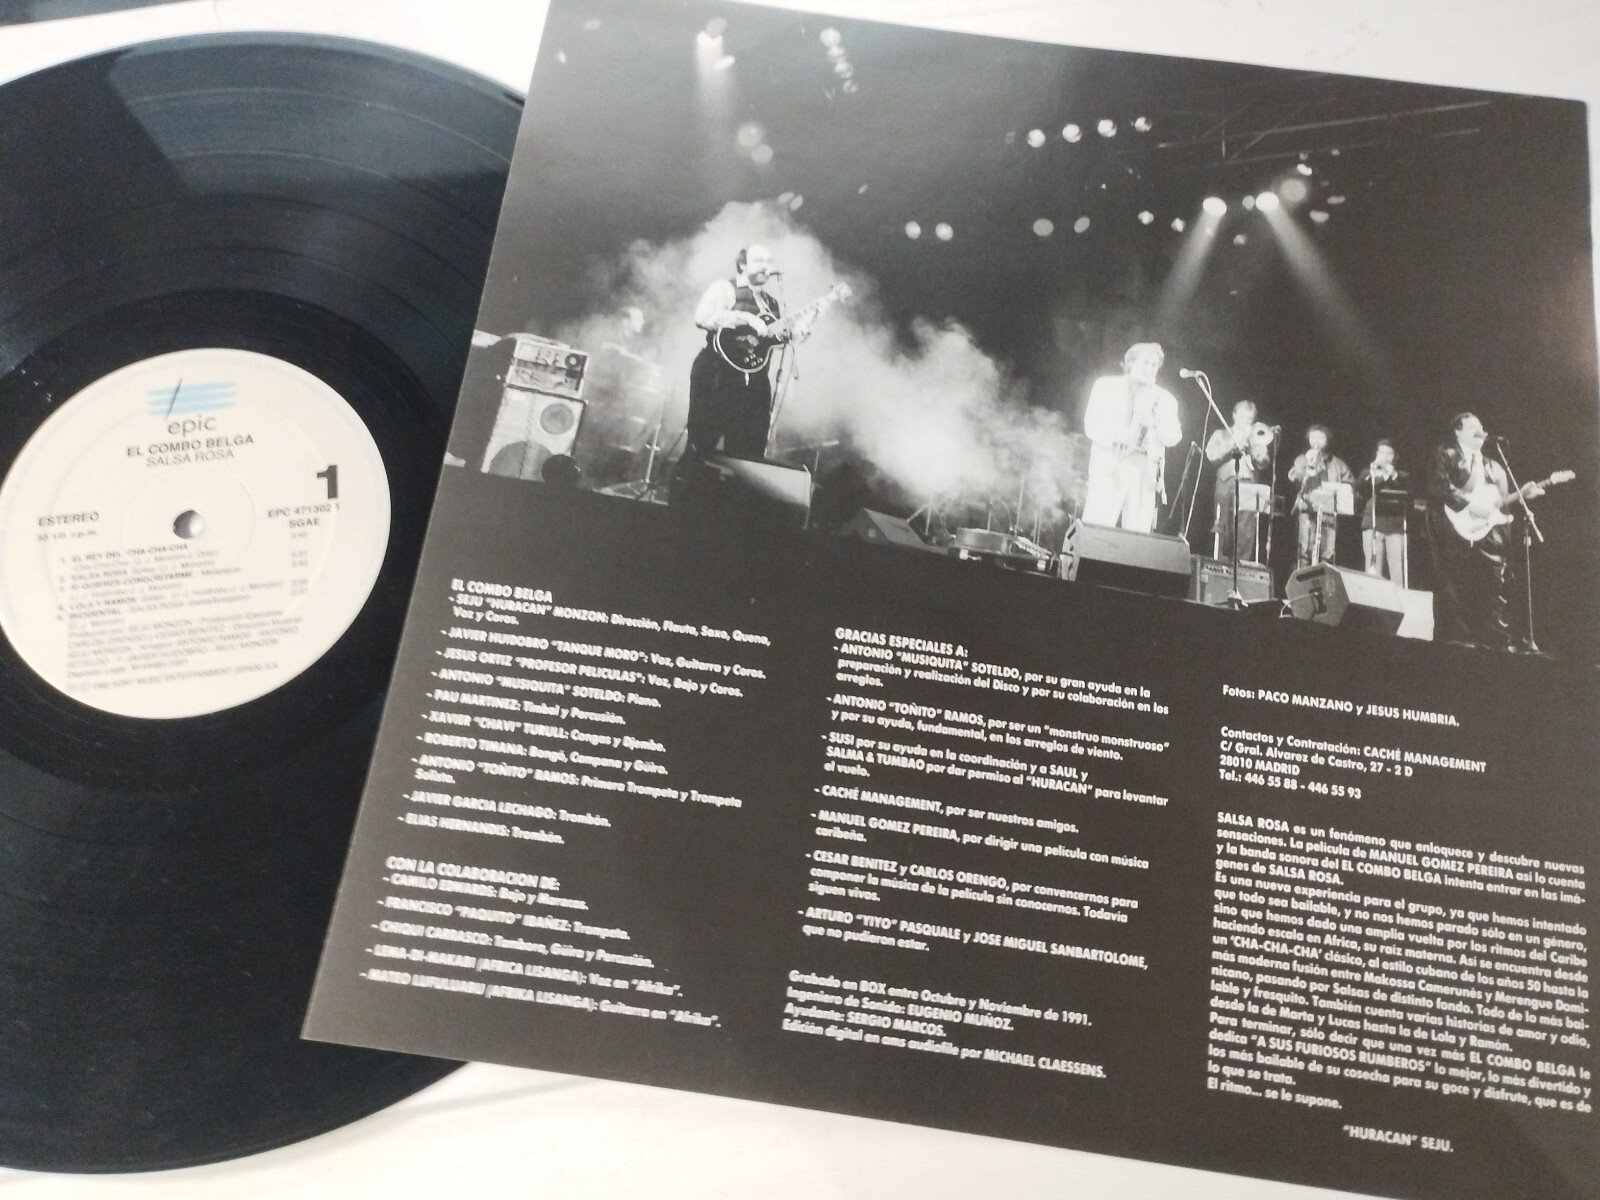 epic
EL COMBO BELGA
SALSA ROSA
1
ESTEREO
EPC 471302 1
SGAE
33 1/3 r.p.m.
1. EL REY DEL CHA-CHA-CHA
2. SALSA ROSA
3. SI QUIERES CONQUISTARME - Merengue
4. LOLA Y RAMÓN
5. INCIDENTAL
EL COMBO BELGA
- SEJU "HURACAN" MONZON: Dirección, Flauta, Saxo, Quena,
Voz y Coros.
- JAVIER HUIDOBRO "TANQUE MORO": Voz, Guitarra y Coros.
- JESUS ORTIZ "PROFESOR PELICULAS": Voz, Bajo y Coros.
- ANTONIO "MUSIQUITA" SOTELDO: Piano.
- PAU MARTINEZ: Timbal y Percusión.
- XAVIER "CHAVI" TURULL: Congas y Djembe.
- ROBERTO TIMANA: Bongó, Campana y Güiro.
- ANTONIO "TOÑITO" RAMOS: Primera Trompeta y Trompeta
Solista.
- JAVIER GARCIA LECHAGO: Trombón.
- ELIAS HERNANDIS: Trombón.
CON LA COLABORACION DE:
- CAMILO EDWARDS: Bajo y Maracas.
- FRANCISCO "PAQUITO" IBAÑEZ: Trompeta.
- CHIQUI CARRASCO: Tambora, Güira y Percusión.
- LEMA-DI-MAKABI (AFRICA LISANGA): Voz en "Afrika".
- MATEO LUFULUABU (AFRIKA LISANGA): Guitarra en "Afrika".
GRACIAS ESPECIALES A:
- ANTONIO "MUSIQUITA" SOTELDO, por su gran ayuda en la
preparación y realización del Disco y por su colaboración en los
arreglos.
- ANTONIO "TOÑITO" RAMOS, por ser un "monstruo monstruoso"
y por su ayuda, fundamental, en los arreglos de viento.
- SUSI por su ayuda en la coordinación y a SAUL y
SALMA & TUMBAO por dar permiso al "HURACAN" para levantar
el vuelo.
- CACHÉ MANAGEMENT, por ser nuestros amigos.
- MANUEL GOMEZ PEREIRA, por dirigir una película con música
caribeña.
- CESAR BENITEZ y CARLOS ORENGO, por convencernos para
componer la música de la película sin conocernos. Todavía
siguen vivos.
- ARTURO "YIYO" PASQUALE y JOSE MIGUEL SANBARTOLOME,
que no pudieron estar.
Grabado en BOX entre Octubre y Noviembre de 1991.
Ingeniero de Sonido: EUGENIO MUÑOZ.
Ayudante: SERGIO MARCOS.
Edición digital en ams audiofile por MICHAEL CLAESSENS.
Fotos: PACO MANZANO y JESUS HUMBRIA.
Contactos y Contratación: CACHÉ MANAGEMENT
C/ Gral. Alvarez de Castro, 27 - 2 D
28010 MADRID
Tel.: 446 55 88 - 446 55 93
SALSA ROSA es un fenómeno que enloquece y descubre nuevas
sensaciones. La película de MANUEL GOMEZ PEREIRA así lo cuenta
y la banda sonora del EL COMBO BELGA intenta entrar en las imá-
genes de SALSA ROSA.
Es una nueva experiencia para el grupo, ya que hemos intentado
que todo sea bailable, y no nos hemos parado sólo en un género,
sino que hemos dado una amplia vuelta por los ritmos del Caribe
haciendo escala en Africa, su raíz materna. Así se encuentra desde
un 'CHA-CHA-CHA' clásico, al estilo cubano de los años 50 hasta la
más moderna fusión entre Makossa Camerunés y Merengue Domi-
nicano, pasando por Salsas de distinto fondo. Todo de lo más bai-
lable y fresquito. También cuenta varias historias de amor y odio,
desde la de Marta y Lucas hasta la de Lola y Ramón.
Para terminar, sólo decir que una vez más EL COMBO BELGA le
dedica "A SUS FURIOSOS RUMBEROS" lo mejor, lo más divertido y
los más bailable de su cosecha para su goce y disfrute, que es de
lo que se trata.
El ritmo... se le supone.
"HURACAN" SEJU.